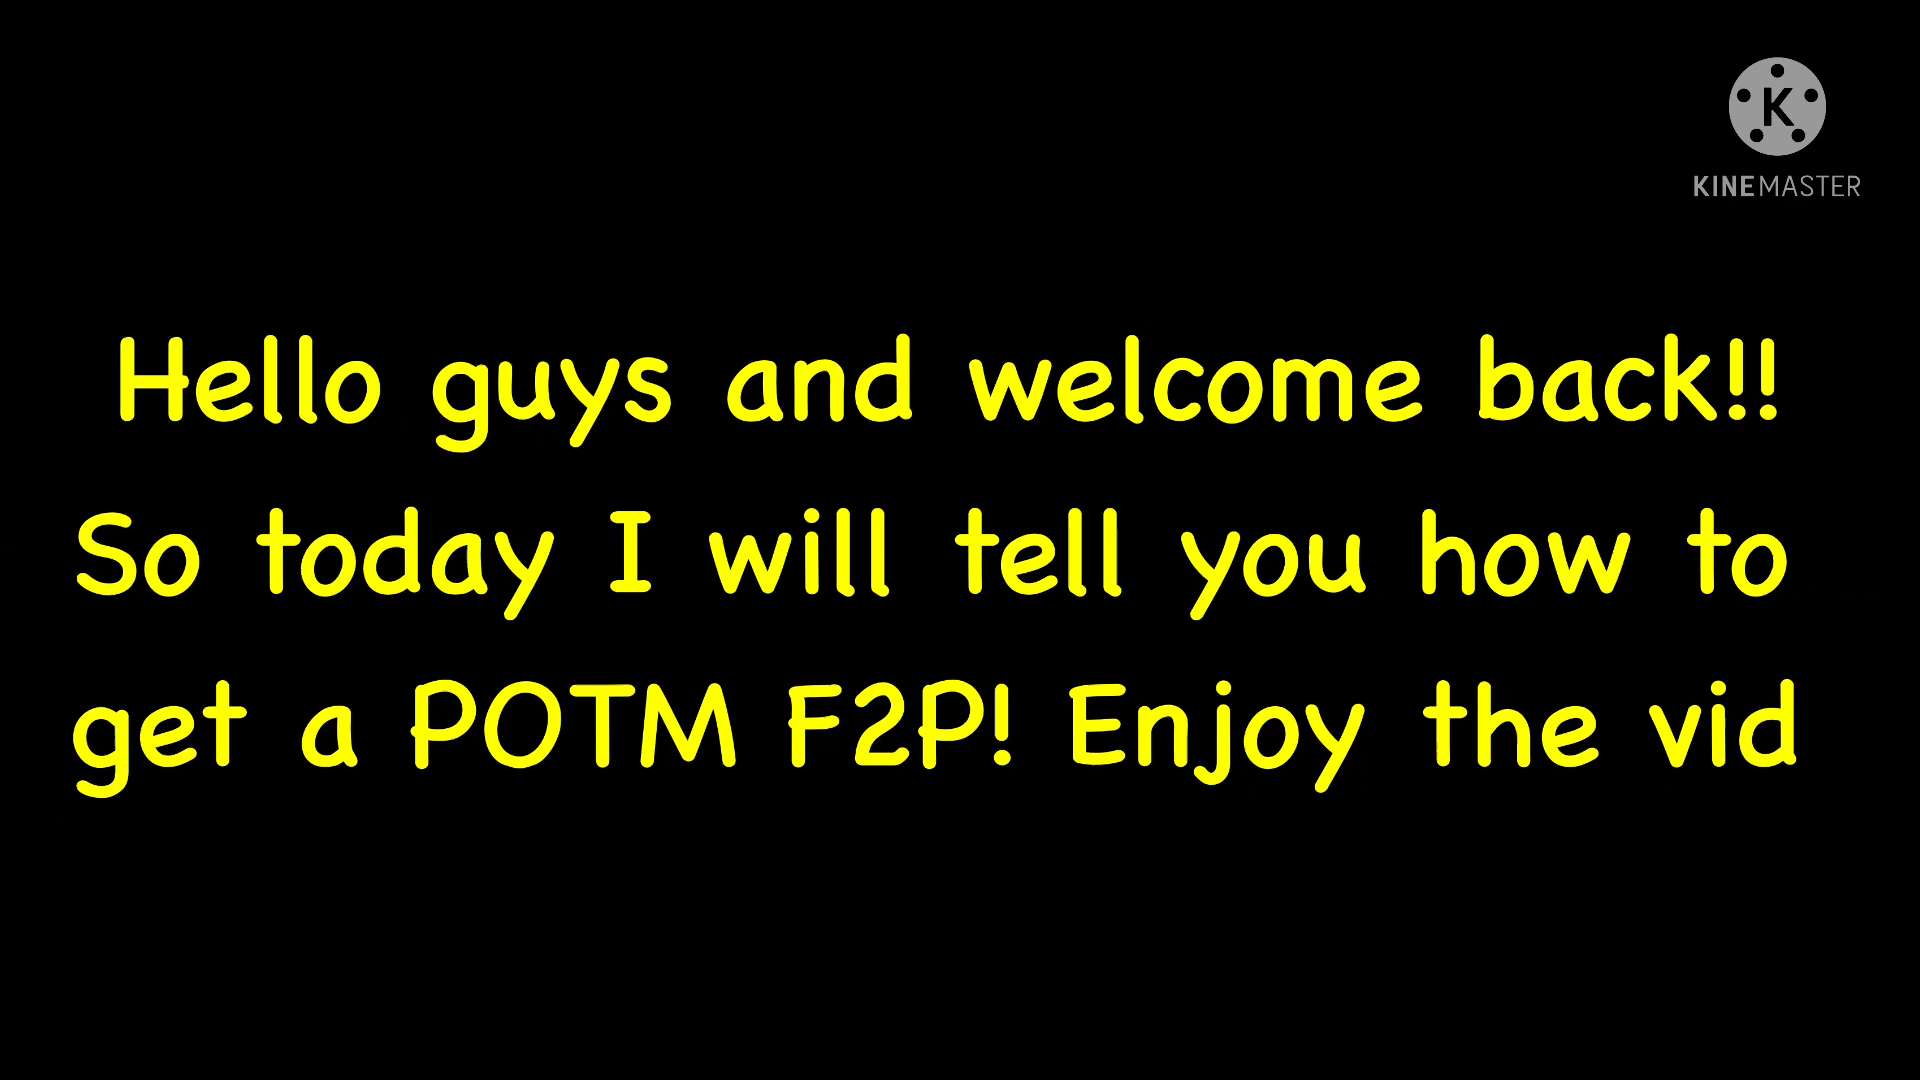 K
KINEMASTER
Hello guys and welcome back!!
So today I will tell you how to
get a POTM F2P! Enjoy the vid